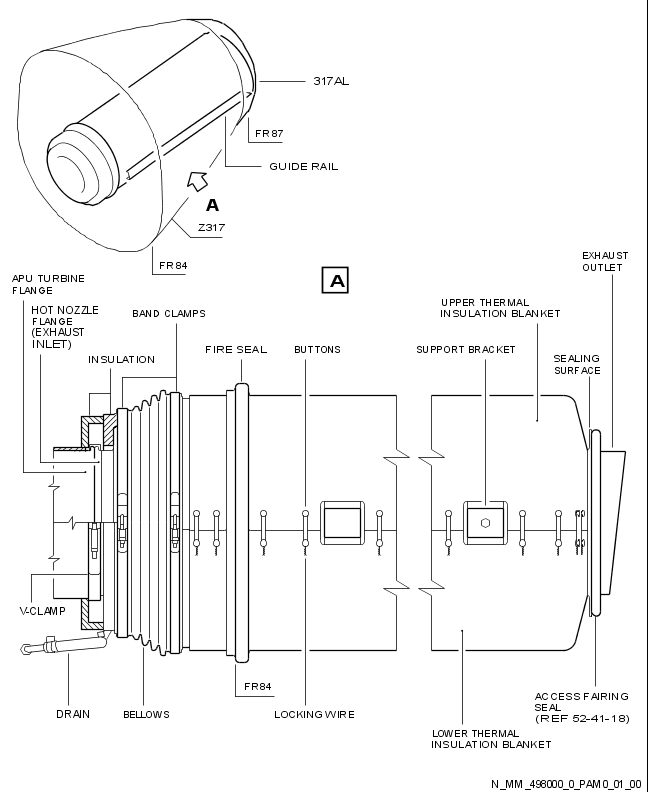 317AL
FR87
GUIDE RAIL
A
Z317
FR84
A
EXHAUST
OUTLET
APU TURBINE
FLANGE
HOT NOZZLE
FLANGE
(EXHAUST
INLET)
BAND CLAMPS
UPPER THERMAL
INSULATION BLANKET
INSULATION
FIRE SEAL
BUTTONS
SUPPORT BRACKET
SEALING
SURFACE
V-CLAMP
FR84
DRAIN
BELLOWS
LOCKING WIRE
ACCESS FAIRING
SEAL
(REF 52-41-18)
LOWER THERMAL
INSULATION BLANKET
N_MM_498000_0_PAM0_01_00